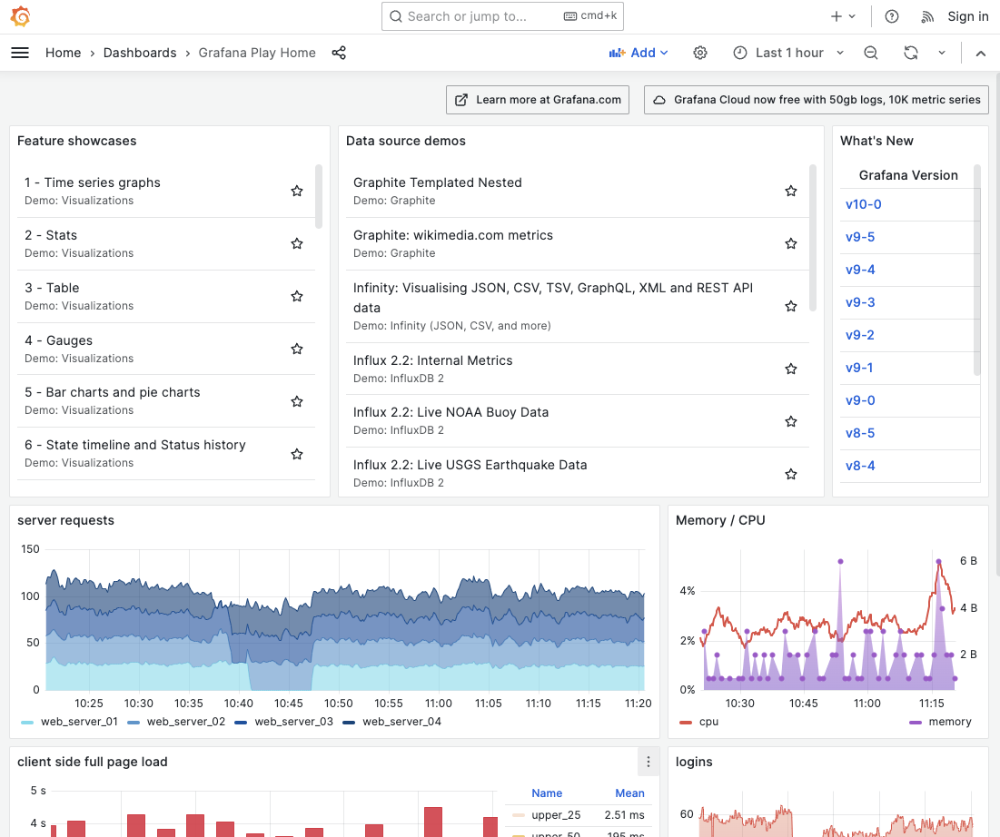 Search or jump to...
cmd+k
Sign in
Home › Dashboards › Grafana Play Home
Add
Last 1 hour
Learn more at Grafana.com
Grafana Cloud now free with 50gb logs, 10K metric series
Feature showcases
1 - Time series graphs
Demo: Visualizations
2 - Stats
Demo: Visualizations
3 - Table
Demo: Visualizations
4 - Gauges
Demo: Visualizations
5 - Bar charts and pie charts
Demo: Visualizations
6 - State timeline and Status history
Demo: Visualizations
Data source demos
Graphite Templated Nested
Demo: Graphite
Graphite: wikimedia.com metrics
Demo: Graphite
Infinity: Visualising JSON, CSV, TSV, GraphQL, XML and REST API
data
Demo: Infinity (JSON, CSV, and more)
Influx 2.2: Internal Metrics
Demo: InfluxDB 2
Influx 2.2: Live NOAA Buoy Data
Demo: InfluxDB 2
Influx 2.2: Live USGS Earthquake Data
Demo: InfluxDB 2
What's New
Grafana Version
v10-0
v9-5
v9-4
v9-3
v9-2
v9-1
v9-0
v8-5
v8-4
server requests
150
100
50
0
10:25 10:30 10:35 10:40 10:45 10:50 10:55 11:00 11:05 11:10 11:15 11:20
web_server_01 web_server_02 web_server_03 web_server_04
Memory / CPU
6 B
4%
4 B
2%
2 B
0%
10:30 10:45 11:00 11:15
cpu memory
client side full page load
5 s
4 s
Name Mean
upper_25 2.51 ms
upper_50 195 ms
logins
60